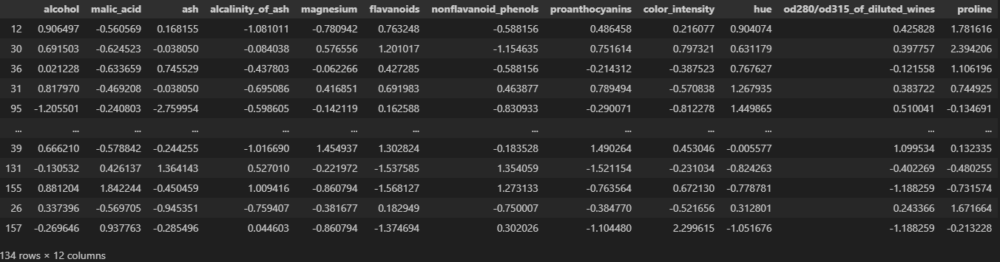 alcohol malic_acid ash alcalinity_of_ash magnesium flavanoids nonflavanoid_phenols proanthocyanins color_intensity hue od280/od315_of_diluted_wines proline
12 0.906497 -0.560569 0.168155 -1.081011 -0.780942 0.763248 -0.588156 0.486458 0.216077 0.904074 0.425828 1.781616
30 0.691503 -0.624523 -0.038050 -0.084038 0.576556 1.201017 -1.154635 0.751614 0.797321 0.631179 0.397757 2.394206
36 0.021228 -0.633659 0.745529 -0.437803 -0.062266 0.427285 -0.588156 -0.214312 -0.387523 0.767627 -0.121558 1.106196
31 0.817970 -0.469208 -0.038050 -0.695086 0.416851 0.691983 0.463877 0.789494 -0.570838 1.267935 0.383722 0.744925
95 -1.205501 -0.240803 -2.759954 -0.598605 -0.142119 0.162588 -0.830933 -0.290071 -0.812278 1.449865 0.510041 -0.134691
... ... ... ... ... ... ... ... ... ... ... ... ...
39 0.666210 -0.578842 -0.244255 -1.016690 1.454937 1.302824 -0.183528 1.490264 0.453046 -0.005577 1.099534 0.132335
131 -0.130532 0.426137 1.364143 0.527010 -0.221972 -1.537585 1.354059 -1.521154 -0.231034 -0.824263 -0.402269 -0.480255
155 0.881204 1.842244 -0.450459 1.009416 -0.860794 -1.568127 1.273133 -0.763564 0.672130 -0.778781 -1.188259 -0.731574
26 0.337396 -0.569705 -0.945351 -0.759407 -0.381677 0.182949 -0.750007 -0.384770 -0.521656 0.312801 0.243366 1.671664
157 -0.269646 0.937763 -0.285496 0.044603 -0.860794 -1.374694 0.302026 -1.104480 2.299615 -1.051676 -1.188259 -0.213228
134 rows × 12 columns